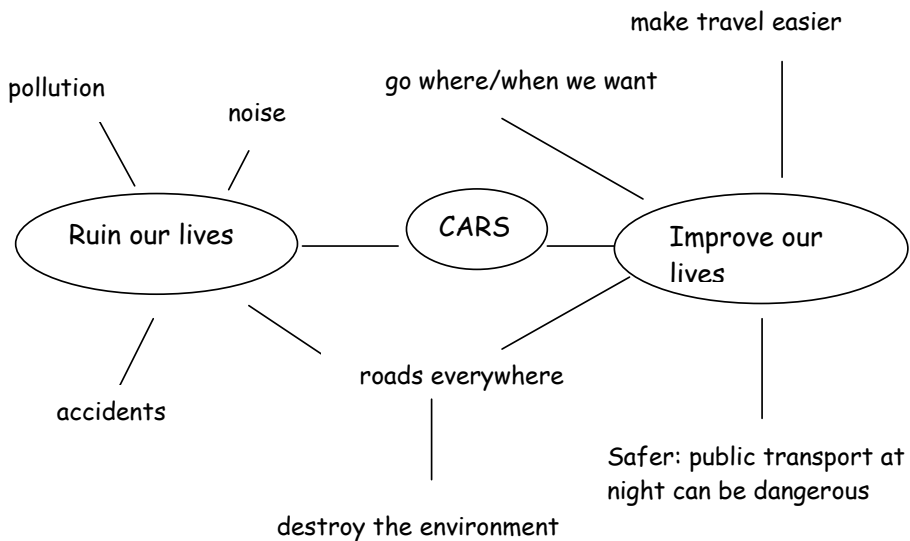 make travel easier
go where/when we want
pollution
noise
Ruin our lives
CARS
Improve our
lives
roads everywhere
accidents
Safer: public transport at
night can be dangerous
destroy the environment